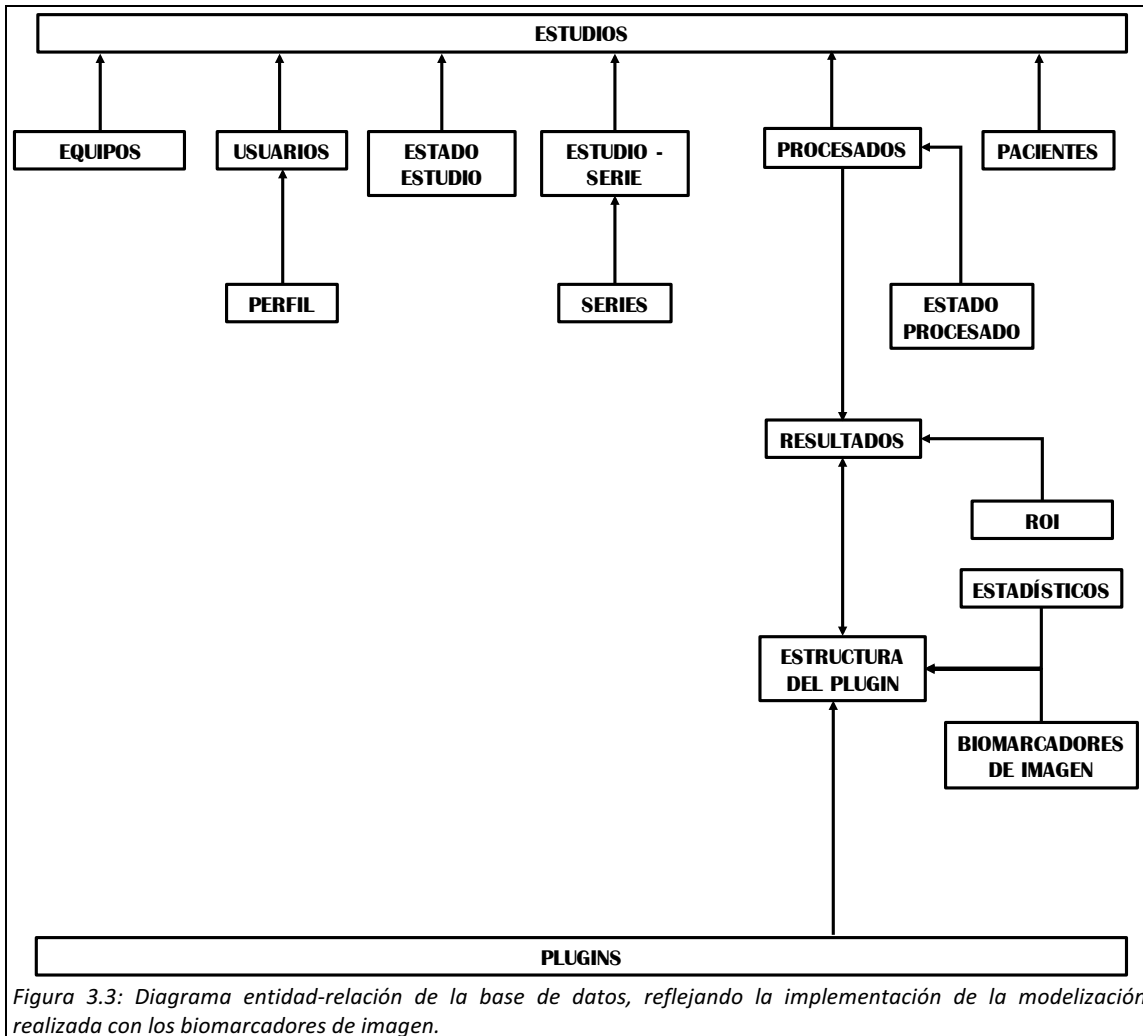 ESTUDIOS
EQUIPOS
USUARIOS
ESTADO
ESTUDIO
ESTUDIO -
SERIE
PROCESADOS
PACIENTES
PERFIL
SERIES
ESTADO
PROCESADO
RESULTADOS
ROI
ESTADÍSTICOS
ESTRUCTURA
DEL PLUGIN
BIOMARCADORES
DE IMAGEN
PLUGINS
Figura 3.3: Diagrama entidad-relación de la base de datos, reflejando la implementación de la modelización
realizada con los biomarcadores de imagen.